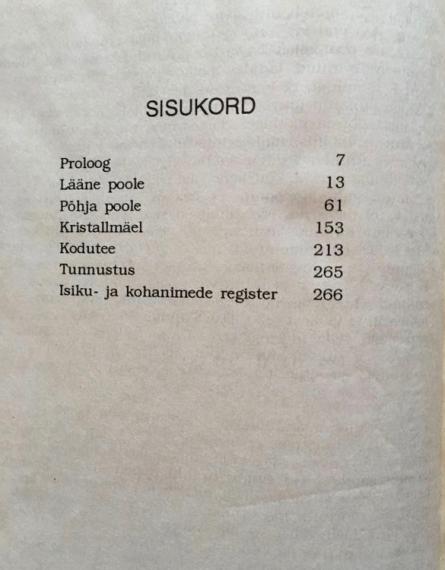 SISUKORD
Proloog 7
Lääne poole 13
Põhja poole 61
Kristallmäel 153
Kodutee 213
Tunnustus 265
Isiku- ja kohanimede register 266